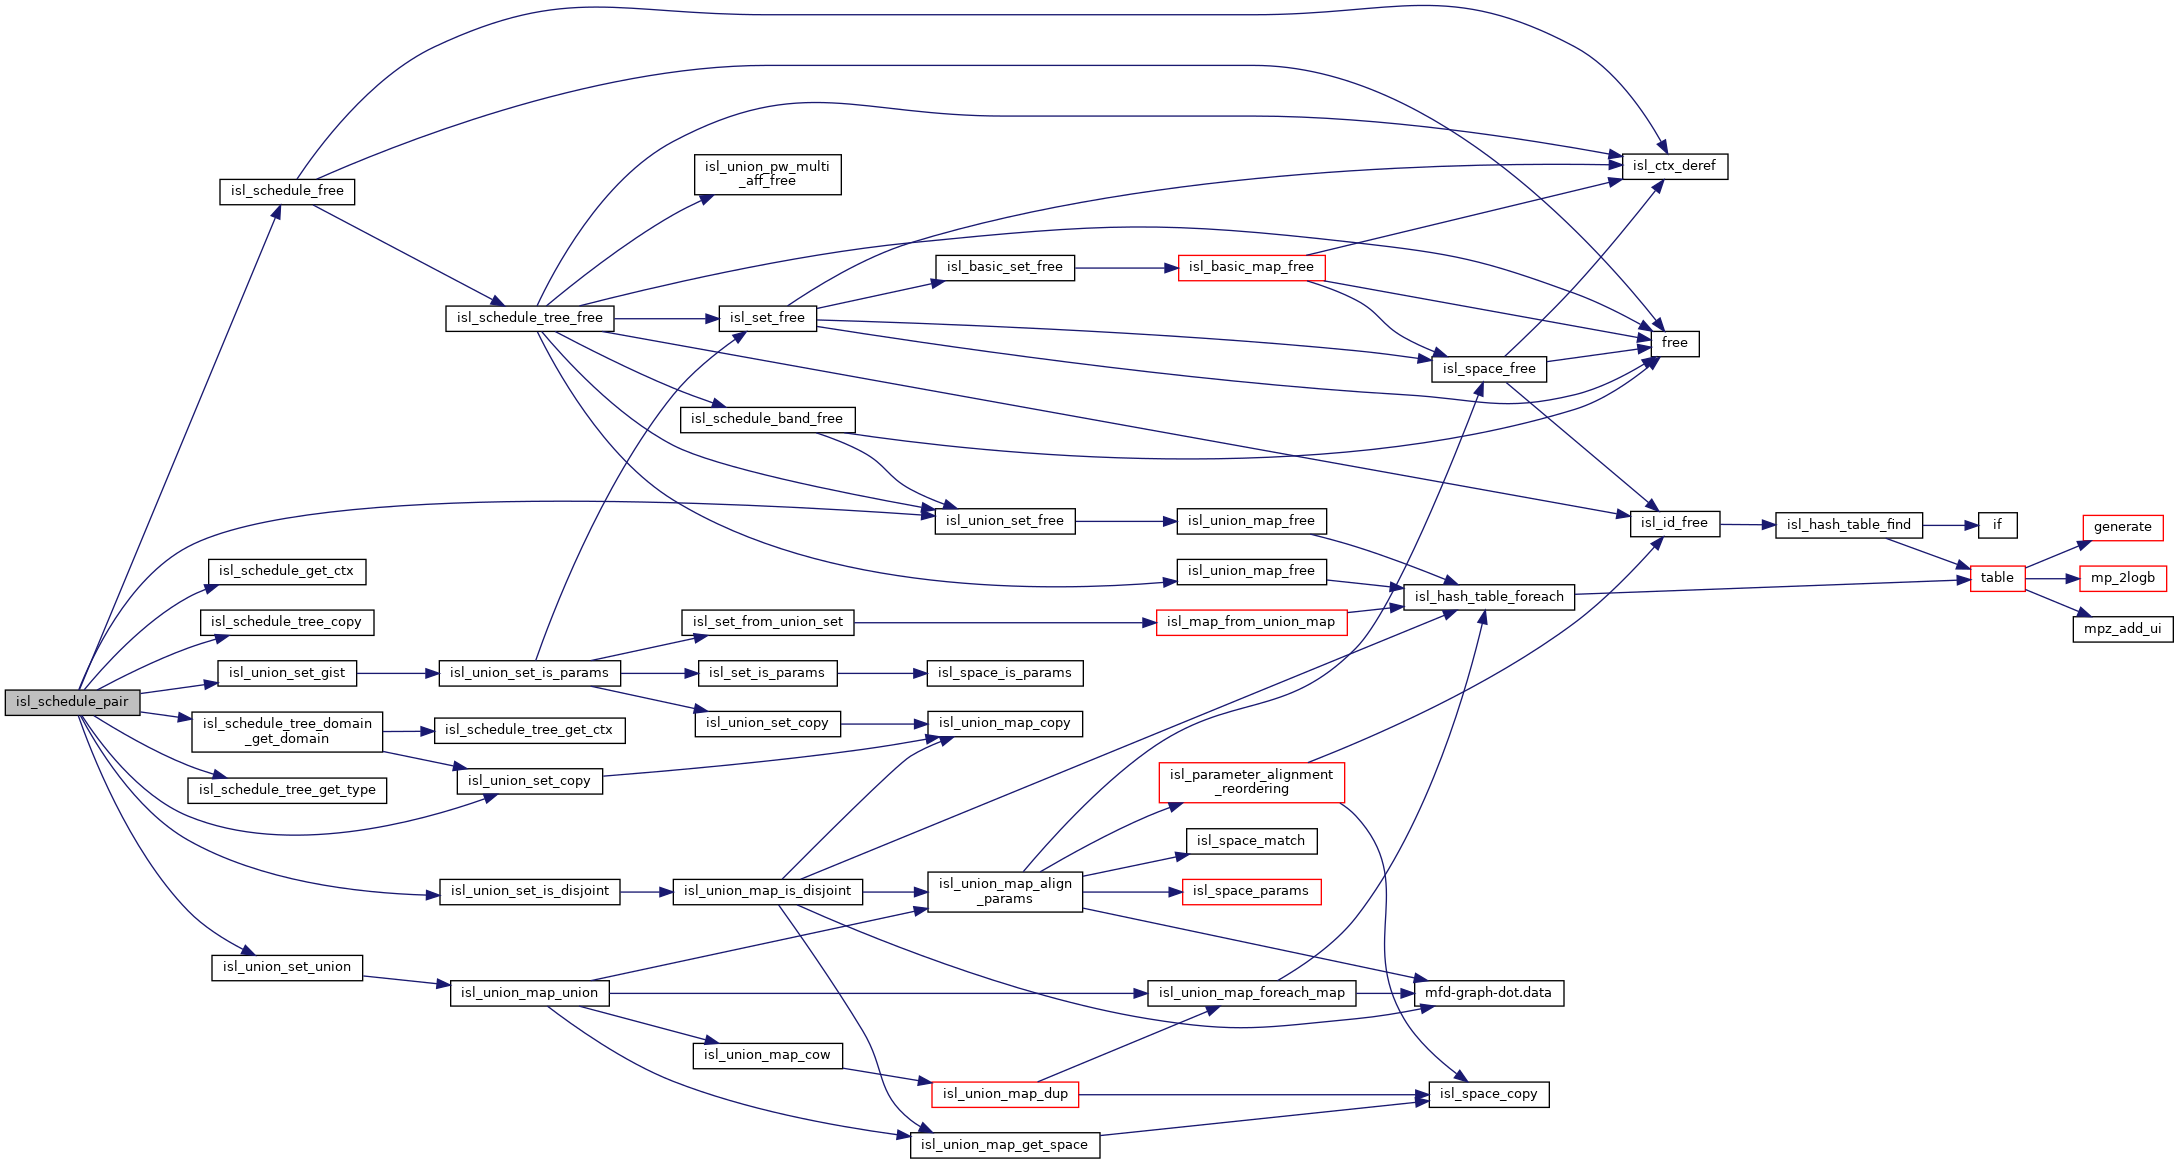 isl_schedule_pair
isl_schedule_free
isl_schedule_get_ctx
isl_schedule_tree_copy
isl_union_set_gist
isl_schedule_tree_domain
_get_domain
isl_schedule_tree_get_type
isl_union_set_union
isl_schedule_tree_free
isl_union_set_is_params
isl_schedule_tree_get_ctx
isl_union_set_copy
isl_union_set_is_disjoint
isl_union_map_union
isl_union_pw_multi
_aff_free
isl_set_free
isl_schedule_band_free
isl_set_from_union_set
isl_set_is_params
isl_union_set_copy
isl_union_map_is_disjoint
isl_union_map_cow
isl_basic_set_free
isl_union_set_free
isl_space_is_params
isl_union_map_copy
isl_union_map_align
_params
isl_union_map_dup
isl_union_map_get_space
isl_basic_map_free
isl_union_map_free
isl_union_map_free
isl_map_from_union_map
isl_parameter_alignment
_reordering
isl_space_match
isl_space_params
isl_union_map_foreach_map
isl_space_free
isl_hash_table_foreach
mfd-graph-dot.data
isl_space_copy
isl_ctx_deref
free
isl_id_free
isl_hash_table_find
if
table
generate
mp_2logb
mpz_add_ui